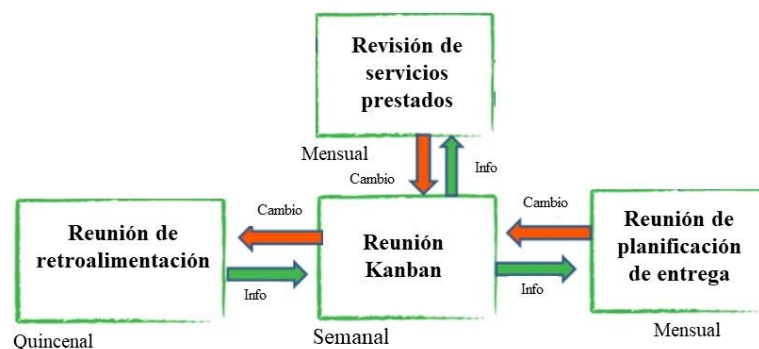 Revisión de
servicios
prestados
Mensual
Cambio
Info
Reunión de
retroalimentación
Cambio
Info
Quincenal
Reunión
Kanban
Semanal
Cambio
Info
Reunión de
planificación
de entrega
Mensual